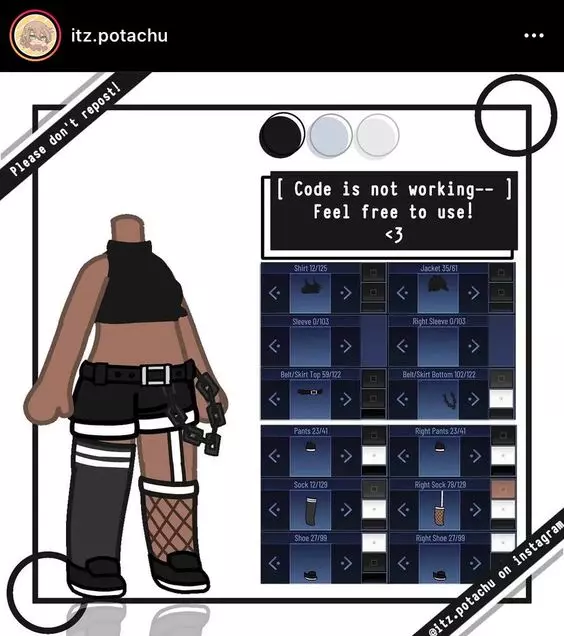 itz.potachu
Please don't repost!
[ Code is not working-- ]
Feel free to use!
<3
Shirt 12/125
Jacket 35/61
Sleeve 0/103
Right Sleeve 0/103
Belt/Skirt Top 59/122
Belt/Skirt Bottom 102/122
Pants 23/41
Right Pants 23/41
Sock 12/129
Right Sock 78/129
Shoe 27/99
Right Shoe 27/99
@itz.potachu on instagram